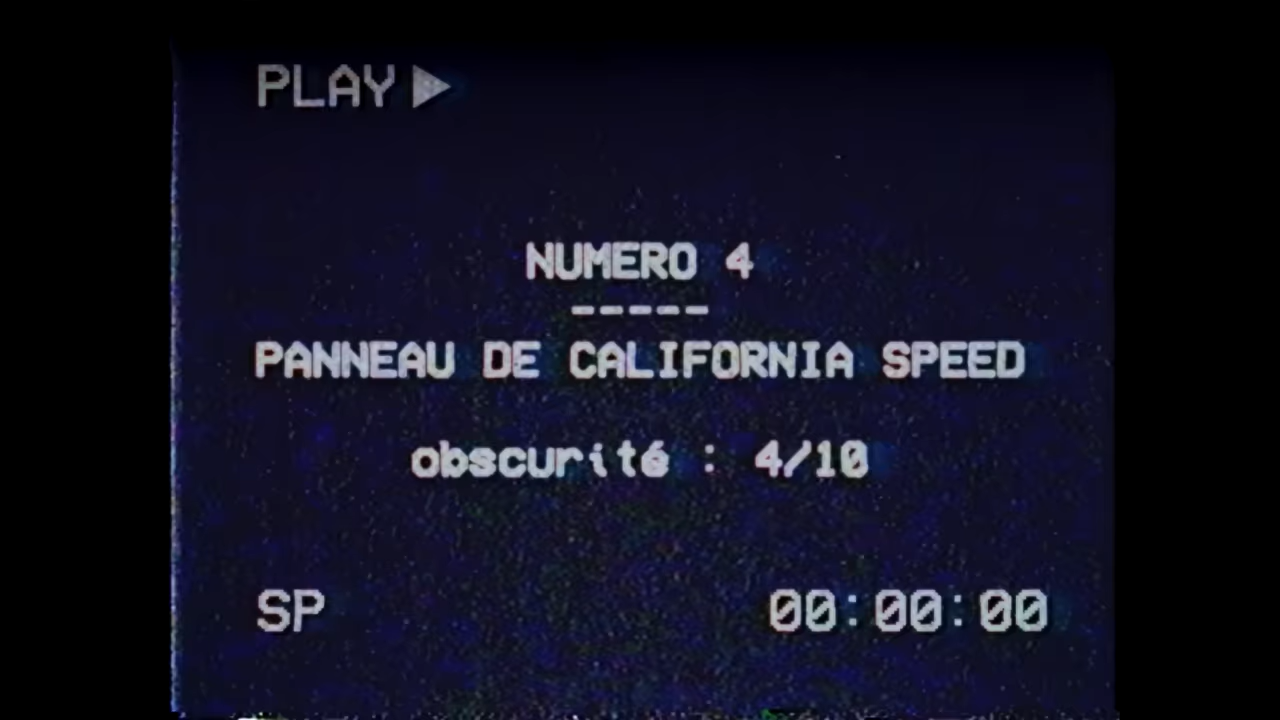 PLAY
NUMERO 4
-----
PANNEAU DE CALIFORNIA SPEED
obscurité : 4/10
SP
00:00:00